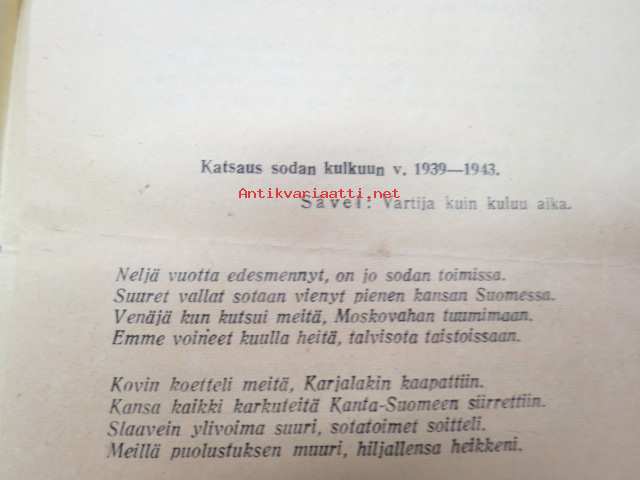 Katsaus sodan kulkuun v. 1939—1943.
Antikvariaatti.net
Sävel: Vartija kuin kuluu aika.
Neljä vuotta edesmennyt, on jo sodan toimissa.
Suuret vallat sotaan vienyt pienen kansan Suomessa.
Venäjä kun kutsui meitä, Moskovahan tuumimaan.
Emme voineet kuulla heitä, talvisota taistoissaan.
Kovin koetteli meitä, Karjalakin kaapattiin.
Kansa kaikki karkuteitä Kanta-Suomeen siirrettiin.
Slaavein ylivoima suuri, sotatoimet soitteli.
Meillä puolustuksen muuri, hiljallensa heikkeni.